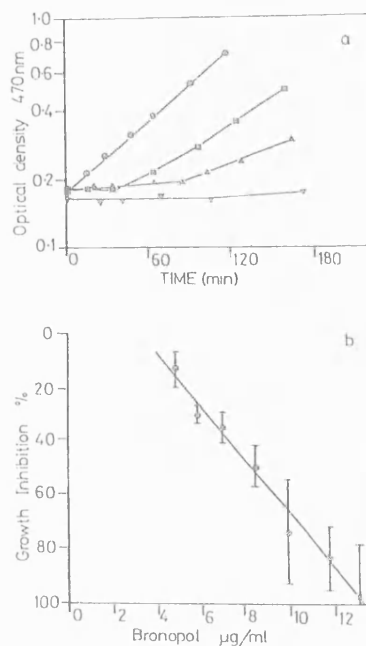 a
1.0
0.8
0.6
0.4
0.2
0.1
Optical density 470nm
0 60 120 180
TIME (min)
b
0
20
40
60
80
100
Growth Inhibition %
0 2 4 6 8 10 12
Bronopol µg/ml